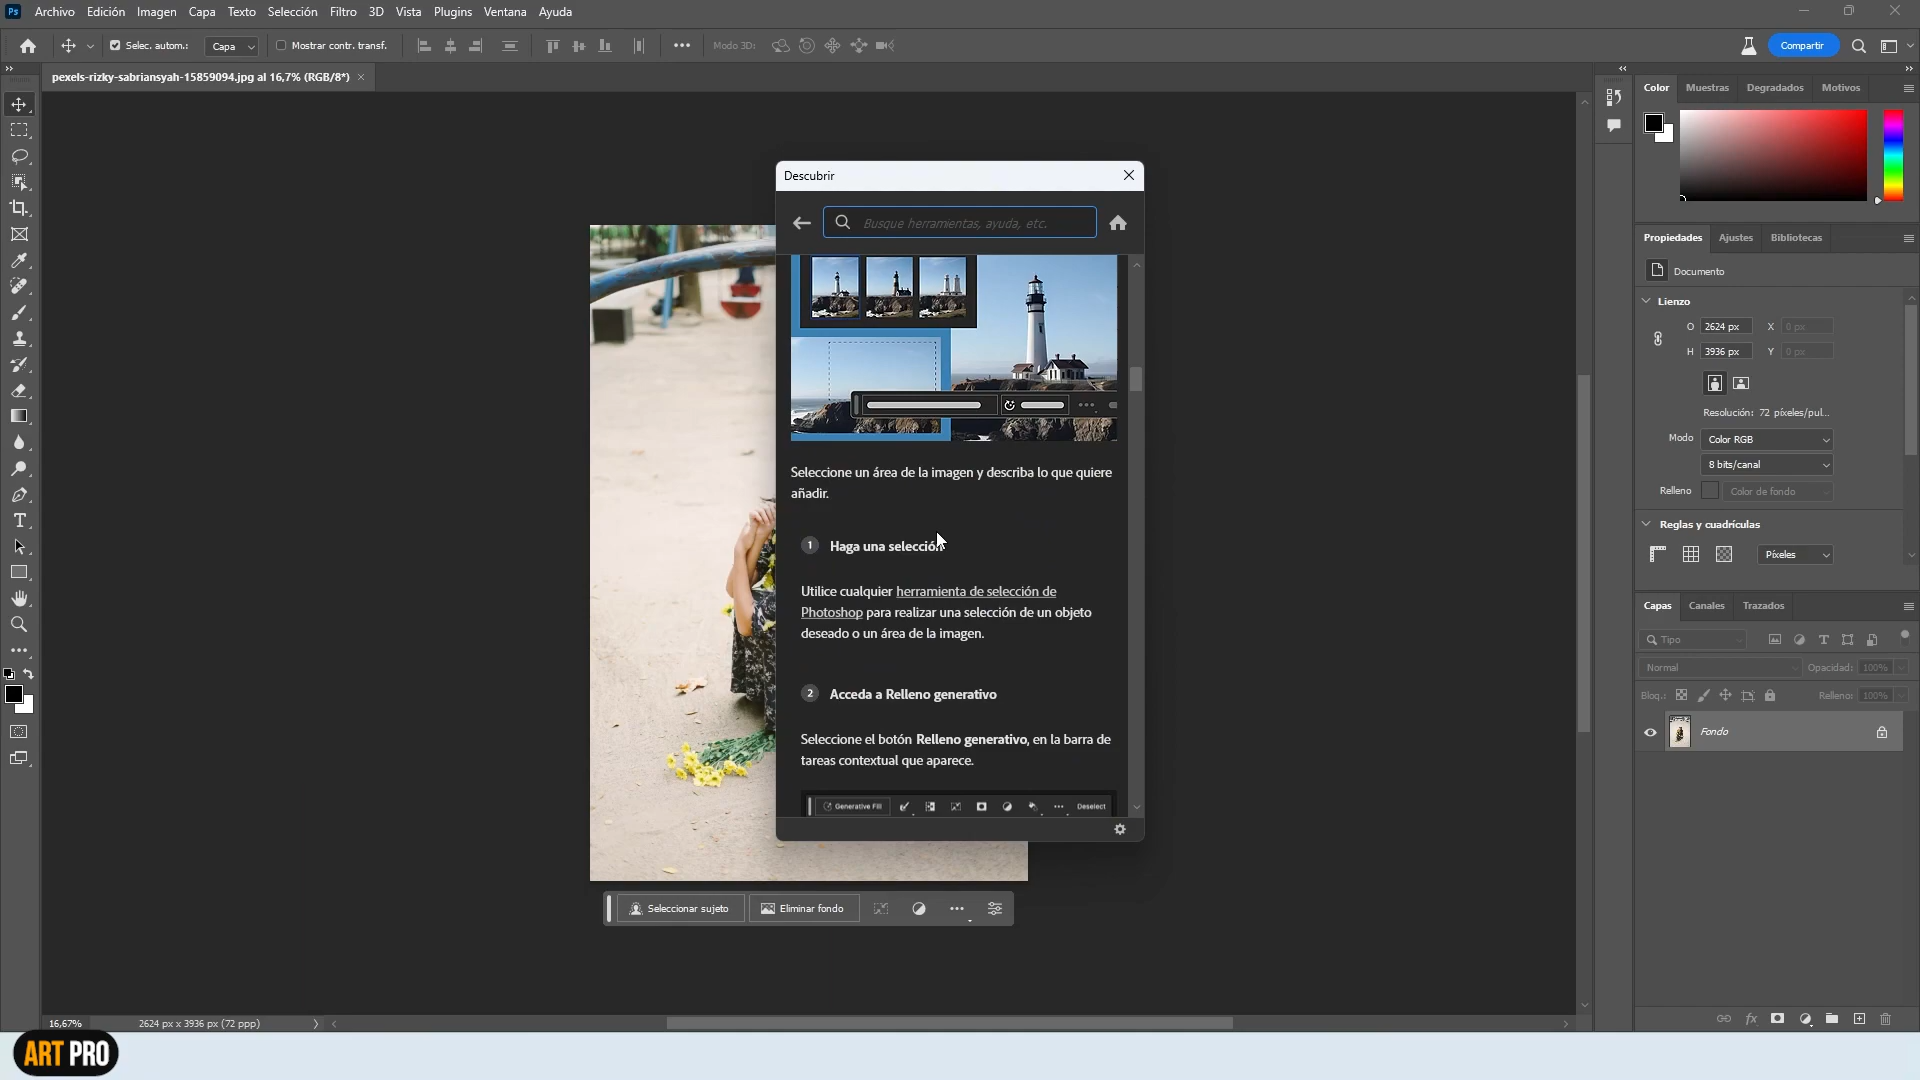 Ps Archivo Edición Imagen Capa Texto Selección Filtro 3D Vista Plugins Ventana Ayuda
Selec. autom.: Capa Mostrar contr. transf. Modo 3D: Compartir
pexels-rizky-sabriansyah-15859094.jpg al 16,7% (RGB/8*)
Color Muestras Degradados Motivos
Descubrir
Busque herramientas, ayuda, etc.
Seleccione un área de la imagen y describa lo que quiere
añadir.
1 Haga una selección
Utilice cualquier herramienta de selección de
Photoshop para realizar una selección de un objeto
deseado o un área de la imagen.
2 Acceda a Relleno generativo
Seleccione el botón Relleno generativo, en la barra de
tareas contextual que aparece.
Generative Fill Deselect
Seleccionar sujeto Eliminar fondo
Propiedades Ajustes Bibliotecas
Documento
Lienzo
O 2624 px X 0 px
H 3936 px Y 0 px
Resolución: 72 píxeles/pul...
Modo Color RGB
8 bits/canal
Relleno Color de fondo
Reglas y cuadrículas
Píxeles
Capas Canales Trazados
Tipo
Normal Opacidad: 100%
Bloq.: Relleno: 100%
Fondo
16,67% 2624 px x 3936 px (72 ppp)
ART PRO